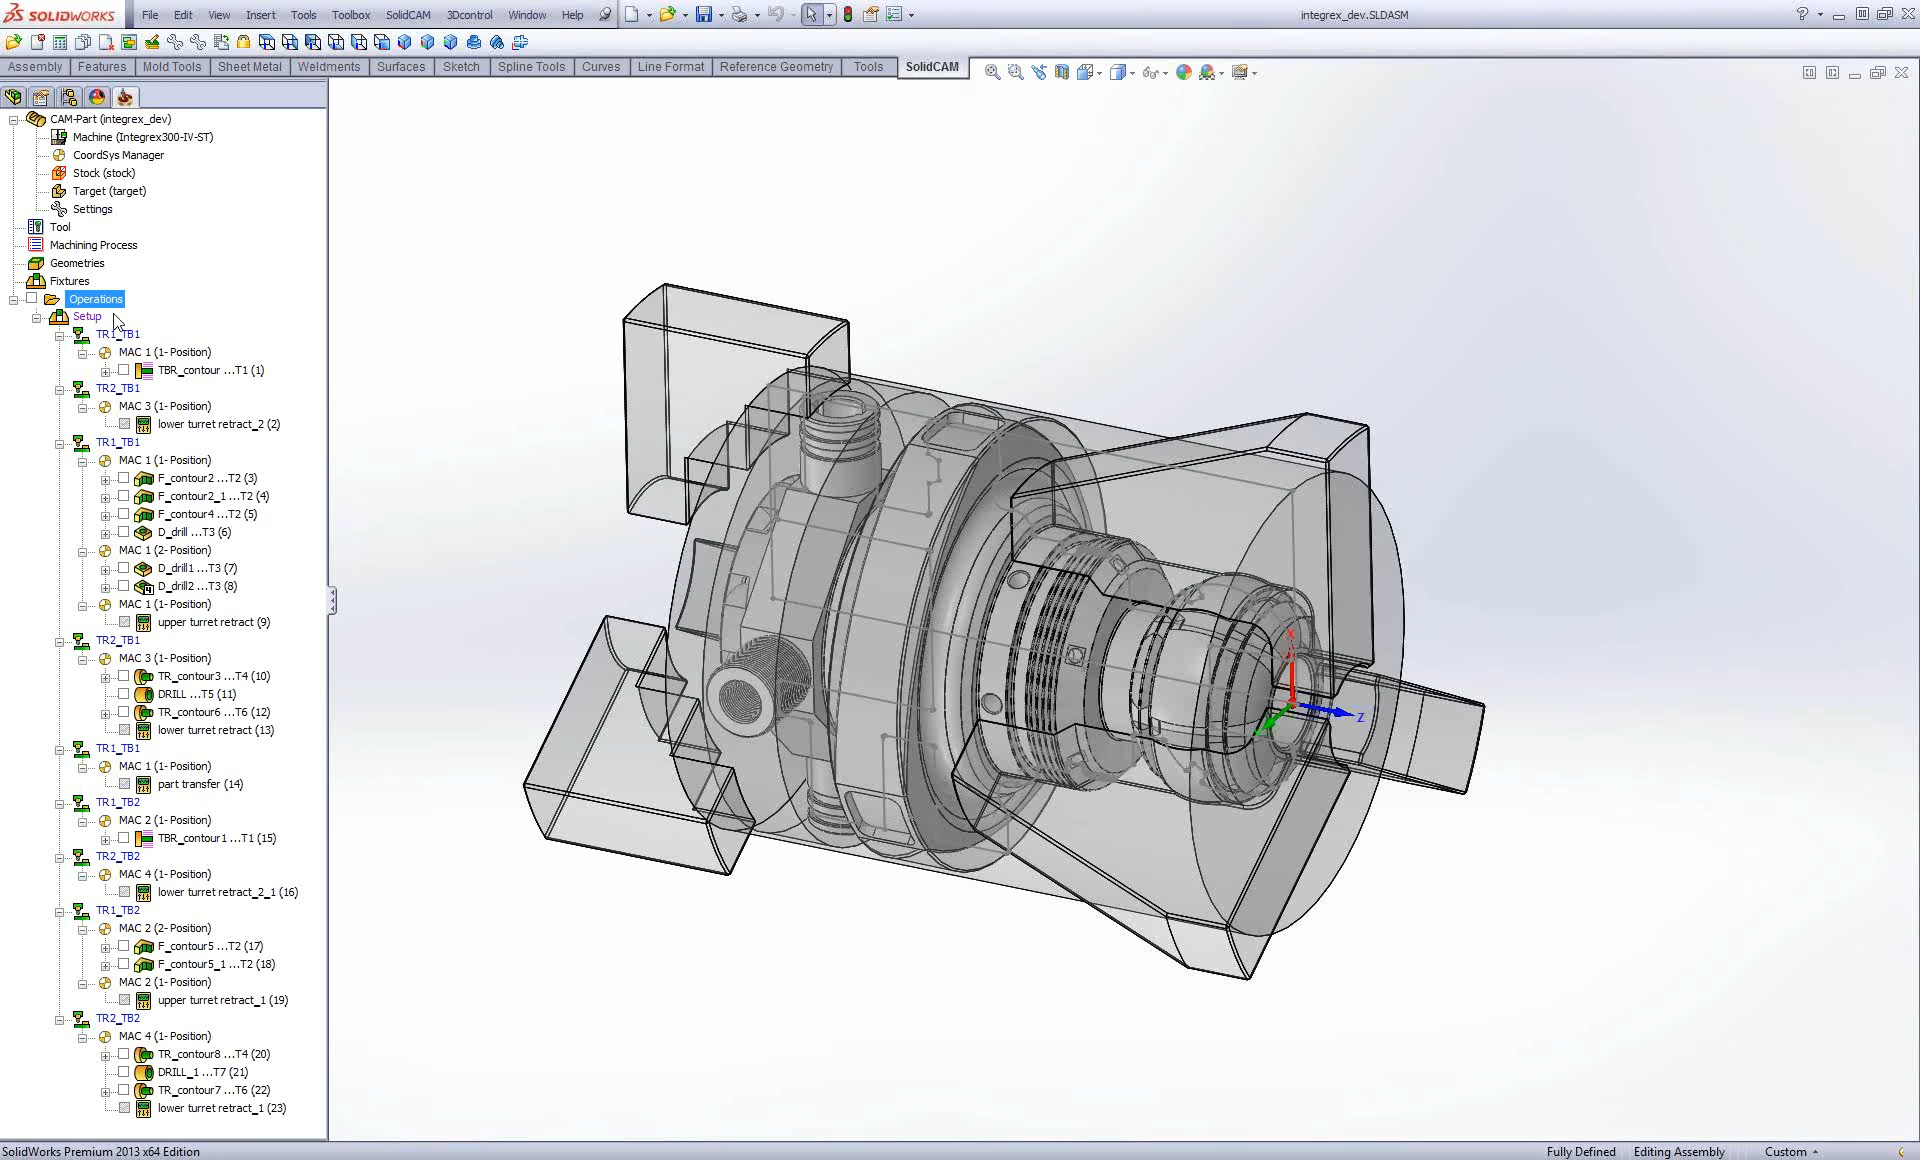 SOLIDWORKS File Edit View Insert Tools Toolbox SolidCAM 3Dcontrol Window Help integrex_dev.SLDASM ?
Assembly Features Mold Tools Sheet Metal Weldments Surfaces Sketch Spline Tools Curves Line Format Reference Geometry Tools SolidCAM
CAM-Part (integrex_dev)
Machine (Integrex300-IV-ST)
CoordSys Manager
Stock (stock)
Target (target)
Settings
Tool
Machining Process
Geometries
Fixtures
Operations
Setup
TR1_TB1
MAC 1 (1- Position)
TBR_contour ...T1 (1)
TR2_TB1
MAC 3 (1- Position)
lower turret retract_2 (2)
TR1_TB1
MAC 1 (1- Position)
F_contour2 ...T2 (3)
F_contour2_1 ...T2 (4)
F_contour4 ...T2 (5)
D_drill ...T3 (6)
MAC 1 (2- Position)
D_drill1 ...T3 (7)
D_drill2 ...T3 (8)
MAC 1 (1- Position)
upper turret retract (9)
TR2_TB1
MAC 3 (1- Position)
TR_contour3 ...T4 (10)
DRILL ...T5 (11)
TR_contour6 ...T6 (12)
lower turret retract (13)
TR1_TB1
MAC 1 (1- Position)
part transfer (14)
TR1_TB2
MAC 2 (1- Position)
TBR_contour1 ...T1 (15)
TR2_TB2
MAC 4 (1- Position)
lower turret retract_2_1 (16)
TR1_TB2
MAC 2 (2- Position)
F_contour5 ...T2 (17)
F_contour5_1 ...T2 (18)
MAC 2 (1- Position)
upper turret retract_1 (19)
TR2_TB2
MAC 4 (1- Position)
TR_contour8 ...T4 (20)
DRILL_1 ...T7 (21)
TR_contour7 ...T6 (22)
lower turret retract_1 (23)
X
Z
SolidWorks Premium 2013 x64 Edition Fully Defined Editing Assembly Custom